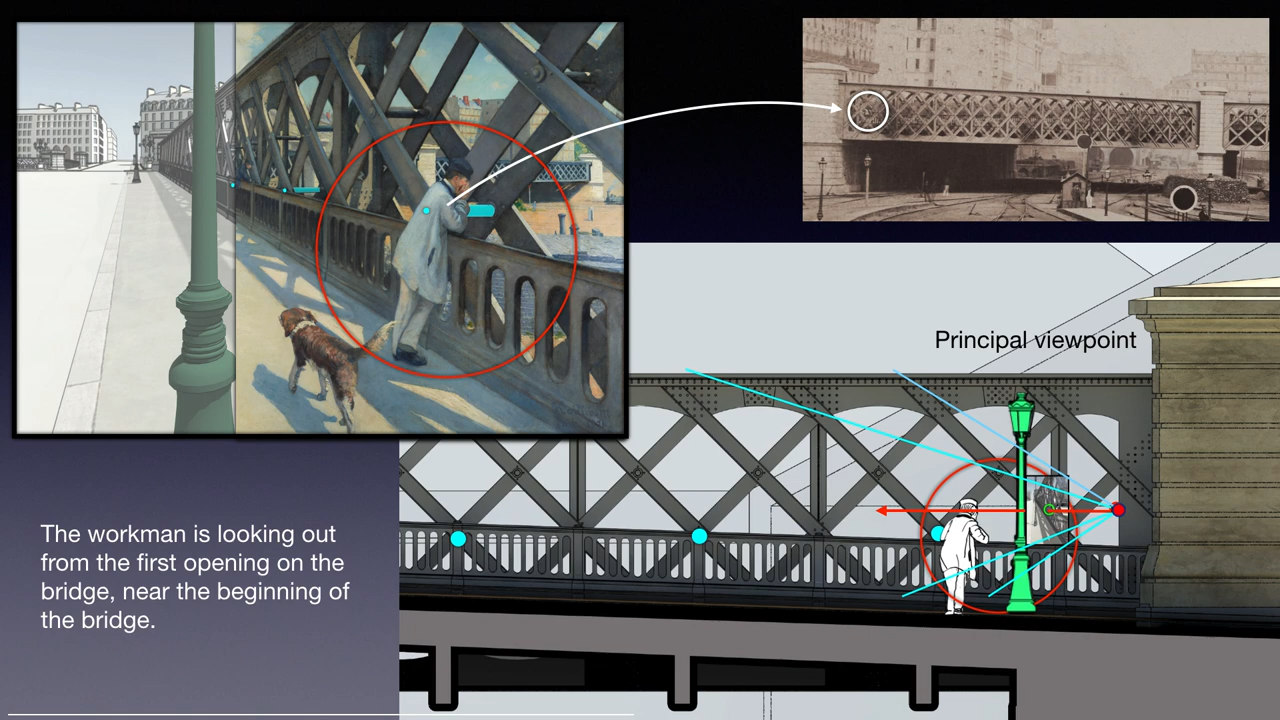 Principal viewpoint
The workman is looking out
from the first opening on the
bridge, near the beginning of
the bridge.